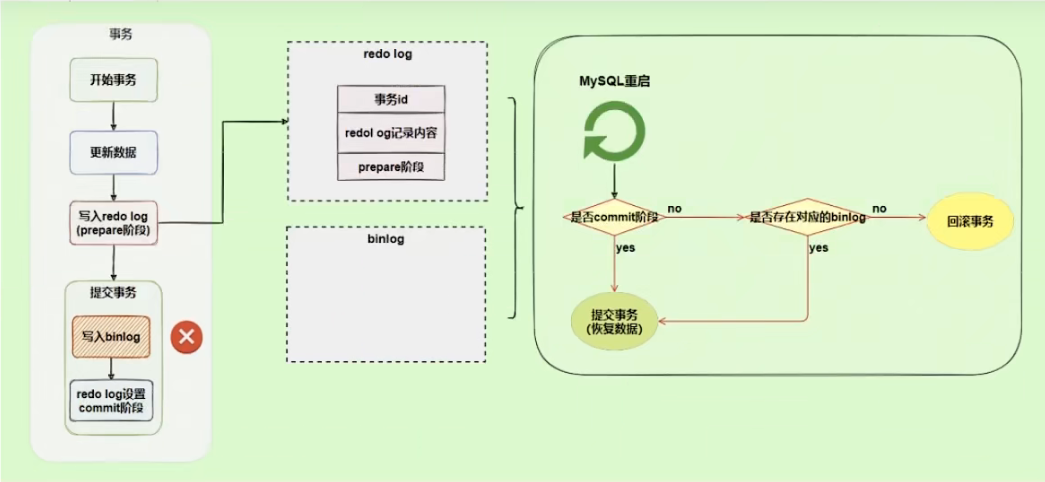 事务
开始事务
更新数据
写入redo log
(prepare阶段)
提交事务
写入binlog
redo log设置
commit阶段
redo log
事务id
redol og记录内容
prepare阶段
binlog
MySQL重启
是否commit阶段
no
是否存在对应的binlog
no
回滚事务
yes
yes
提交事务
(恢复数据)